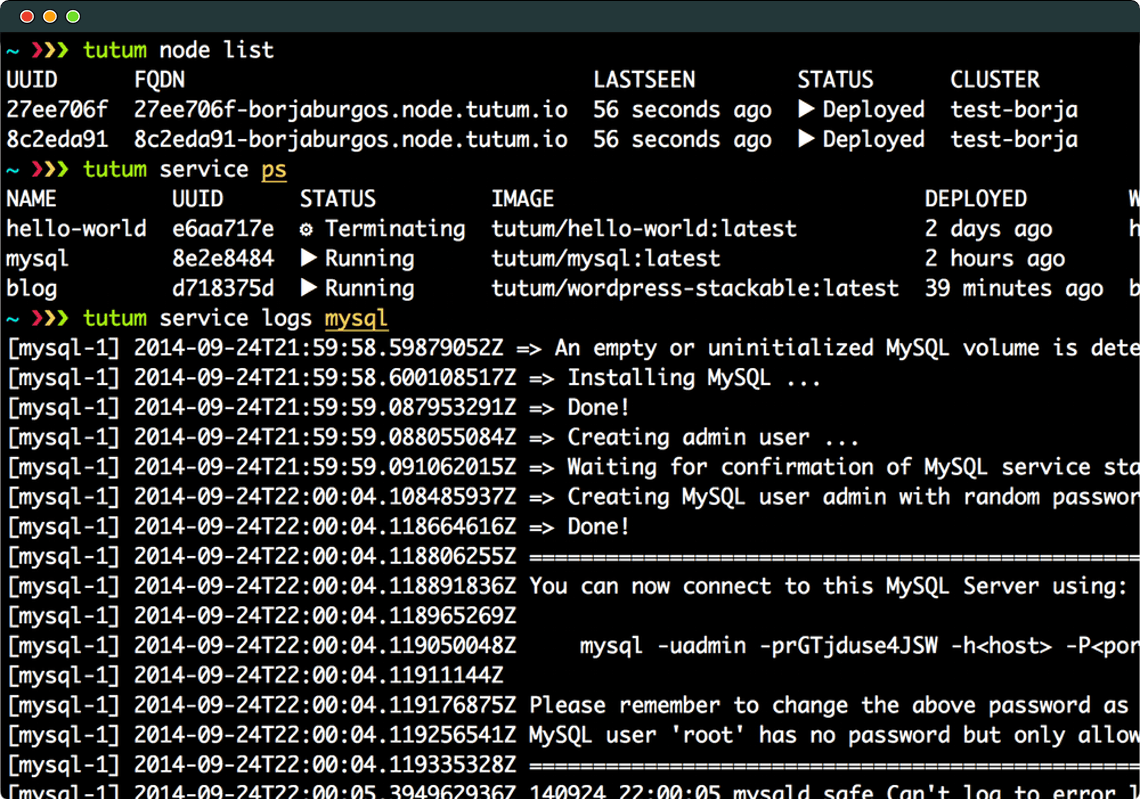 ~ ❯❯❯ tutum node list
UUID FQDN LASTSEEN STATUS CLUSTER
27ee706f 27ee706f-borjaburgos.node.tutum.io 56 seconds ago ▶ Deployed test-borja
8c2eda91 8c2eda91-borjaburgos.node.tutum.io 56 seconds ago ▶ Deployed test-borja
~ ❯❯❯ tutum service ps
NAME UUID STATUS IMAGE DEPLOYED W
hello-world e6aa717e ⚙ Terminating tutum/hello-world:latest 2 days ago h
mysql 8e2e8484 ▶ Running tutum/mysql:latest 2 hours ago
blog d718375d ▶ Running tutum/wordpress-stackable:latest 39 minutes ago b
~ ❯❯❯ tutum service logs mysql
[mysql-1] 2014-09-24T21:59:58.59879052Z => An empty or uninitialized MySQL volume is dete
[mysql-1] 2014-09-24T21:59:58.600108517Z => Installing MySQL ...
[mysql-1] 2014-09-24T21:59:59.087953291Z => Done!
[mysql-1] 2014-09-24T21:59:59.088055084Z => Creating admin user ...
[mysql-1] 2014-09-24T21:59:59.091062015Z => Waiting for confirmation of MySQL service sta
[mysql-1] 2014-09-24T22:00:04.108485937Z => Creating MySQL user admin with random passwor
[mysql-1] 2014-09-24T22:00:04.118664616Z => Done!
[mysql-1] 2014-09-24T22:00:04.118806255Z ================================================
[mysql-1] 2014-09-24T22:00:04.118891836Z You can now connect to this MySQL Server using:
[mysql-1] 2014-09-24T22:00:04.118965269Z
[mysql-1] 2014-09-24T22:00:04.119050048Z mysql -uadmin -prGTjduse4JSW -h<host> -P<por
[mysql-1] 2014-09-24T22:00:04.11911144Z
[mysql-1] 2014-09-24T22:00:04.119176875Z Please remember to change the above password as
[mysql-1] 2014-09-24T22:00:04.119256541Z MySQL user 'root' has no password but only allow
[mysql-1] 2014-09-24T22:00:04.119335328Z ================================================
[mysql-1] 2014-09-24T22:00:05.394962936Z 140924 22:00:05 mysqld_safe Can't log to error l